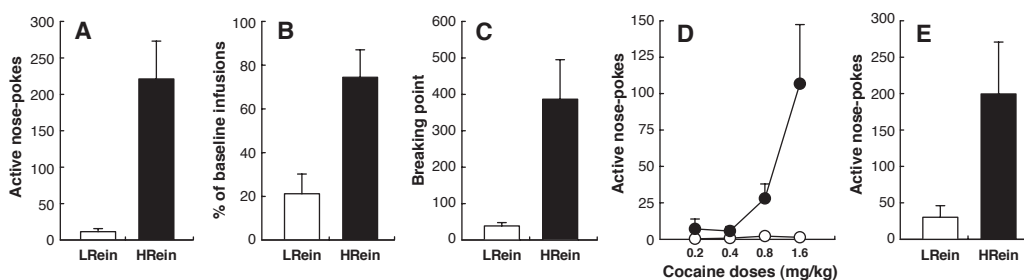 A
Active nose-pokes
300
250
200
150
100
50
0
LRein HRein
B
% of baseline infusions
100
80
60
40
20
0
LRein HRein
C
Breaking point
600
500
400
300
200
100
0
LRein HRein
D
Active nose-pokes
150
125
100
75
50
25
0
0.2 0.4 0.8 1.6
Cocaine doses (mg/kg)
E
Active nose-pokes
300
250
200
150
100
50
0
LRein HRein